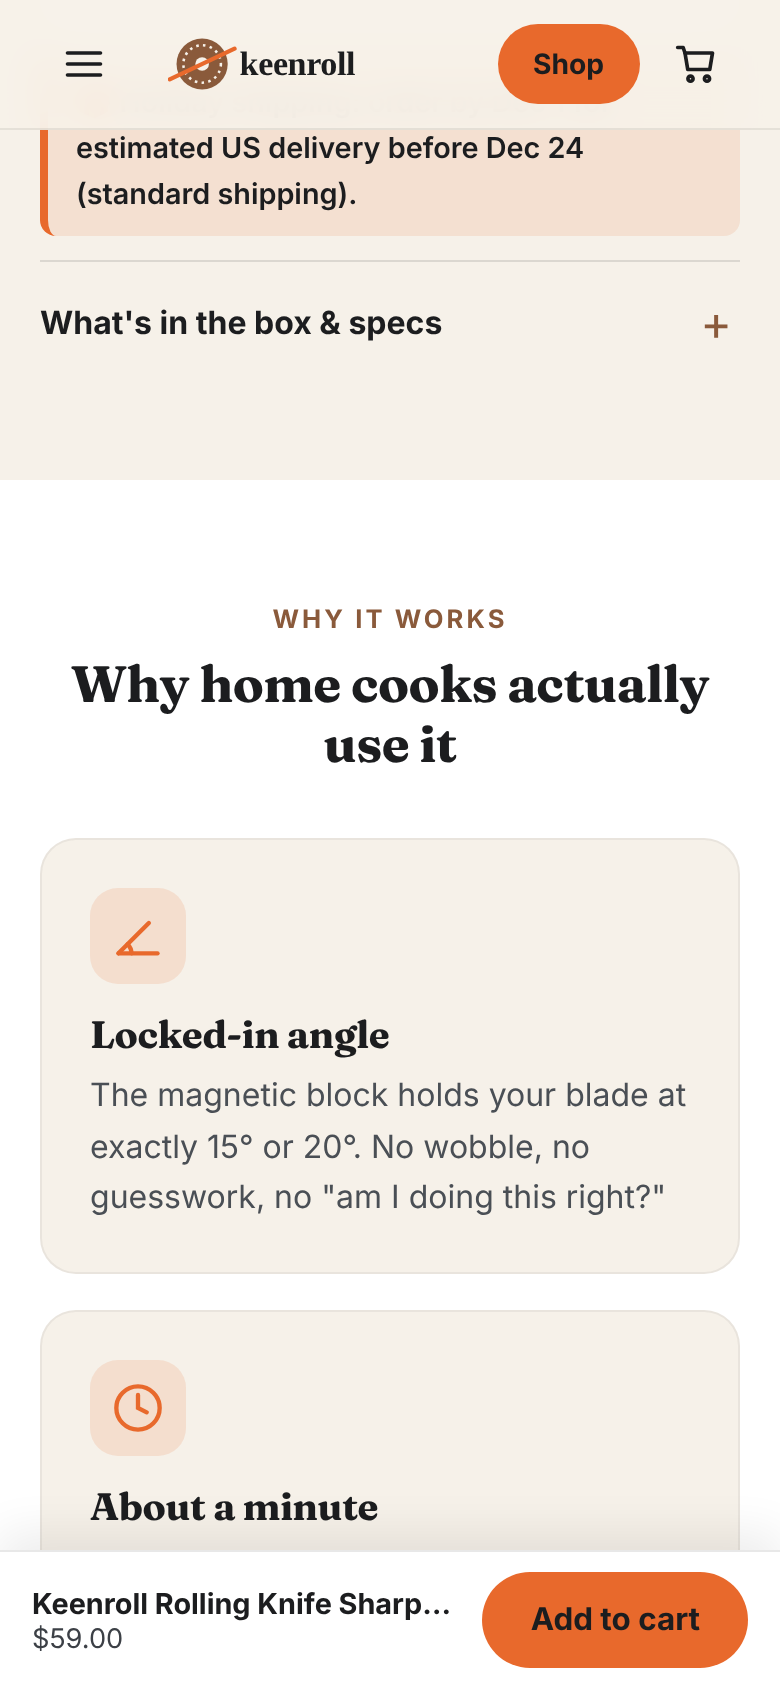 keenroll
Shop
estimated US delivery before Dec 24
(standard shipping).
What's in the box & specs
+
WHY IT WORKS
Why home cooks actually
use it
Locked-in angle
The magnetic block holds your blade at
exactly 15° or 20°. No wobble, no
guesswork, no "am I doing this right?"
About a minute
Keenroll Rolling Knife Sharp...
$59.00
Add to cart